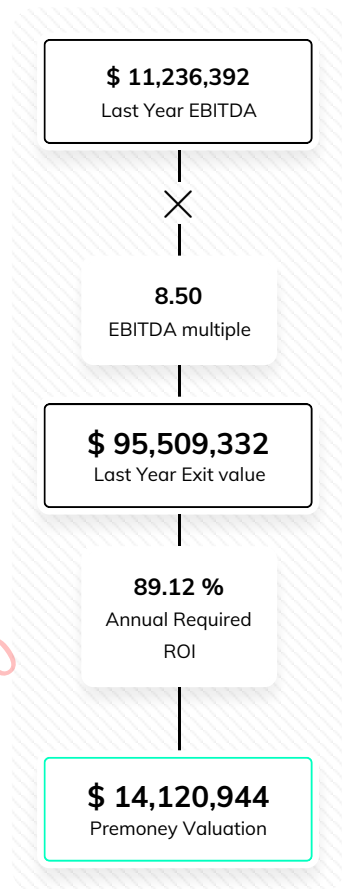 $ 11,236,392
Last Year EBITDA
8.50
EBITDA multiple
$ 95,509,332
Last Year Exit value
89.12 %
Annual Required
ROI
$ 14,120,944
Premoney Valuation